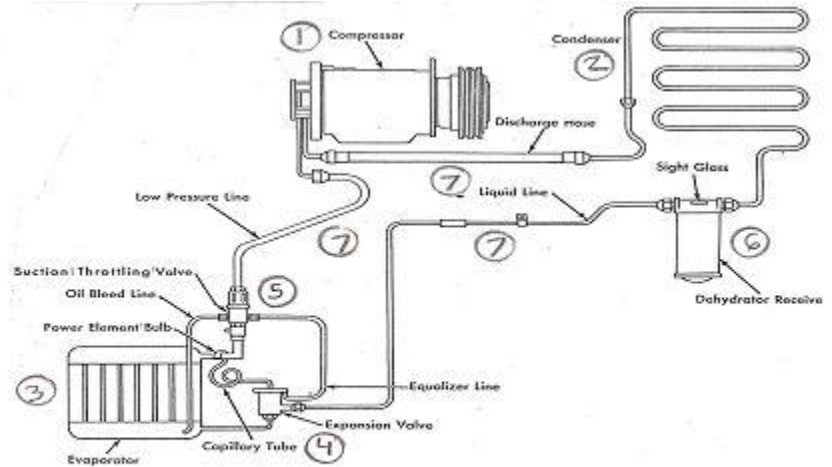 1 Compressor
Condenser
2
Discharge Hose
7
Sight Glass
Liquid Line
Low Pressure Line
7
7
6
Suction Throttling Valve
5
Oil Bleed Line
Dehydrator Receive
Power Element Bulb
3
Equalizer Line
Expansion Valve
4
Capillary Tube
Evaporator